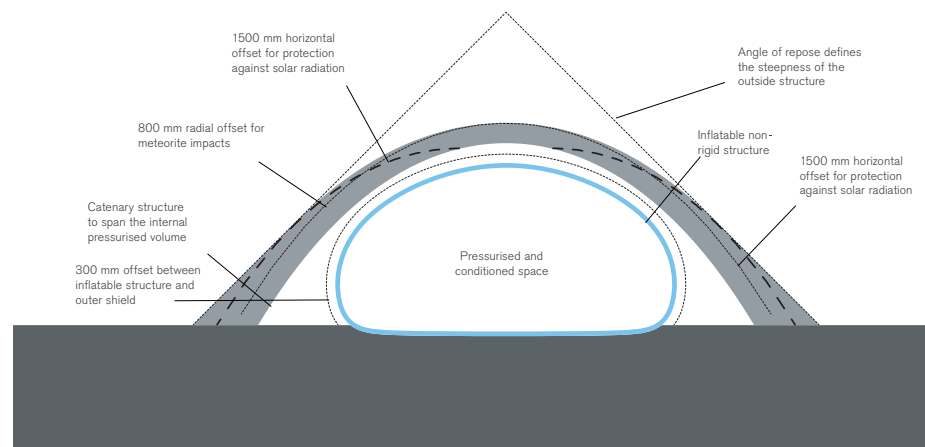 1500 mm horizontal
offset for protection
against solar radiation
Angle of repose defines
the steepness of the
outside structure
800 mm radial offset for
meteorite impacts
Inflatable non-
rigid structure
1500 mm horizontal
offset for protection
against solar radiation
Catenary structure
to span the internal
pressurised volume
Pressurised and
conditioned space
300 mm offset between
inflatable structure and
outer shield